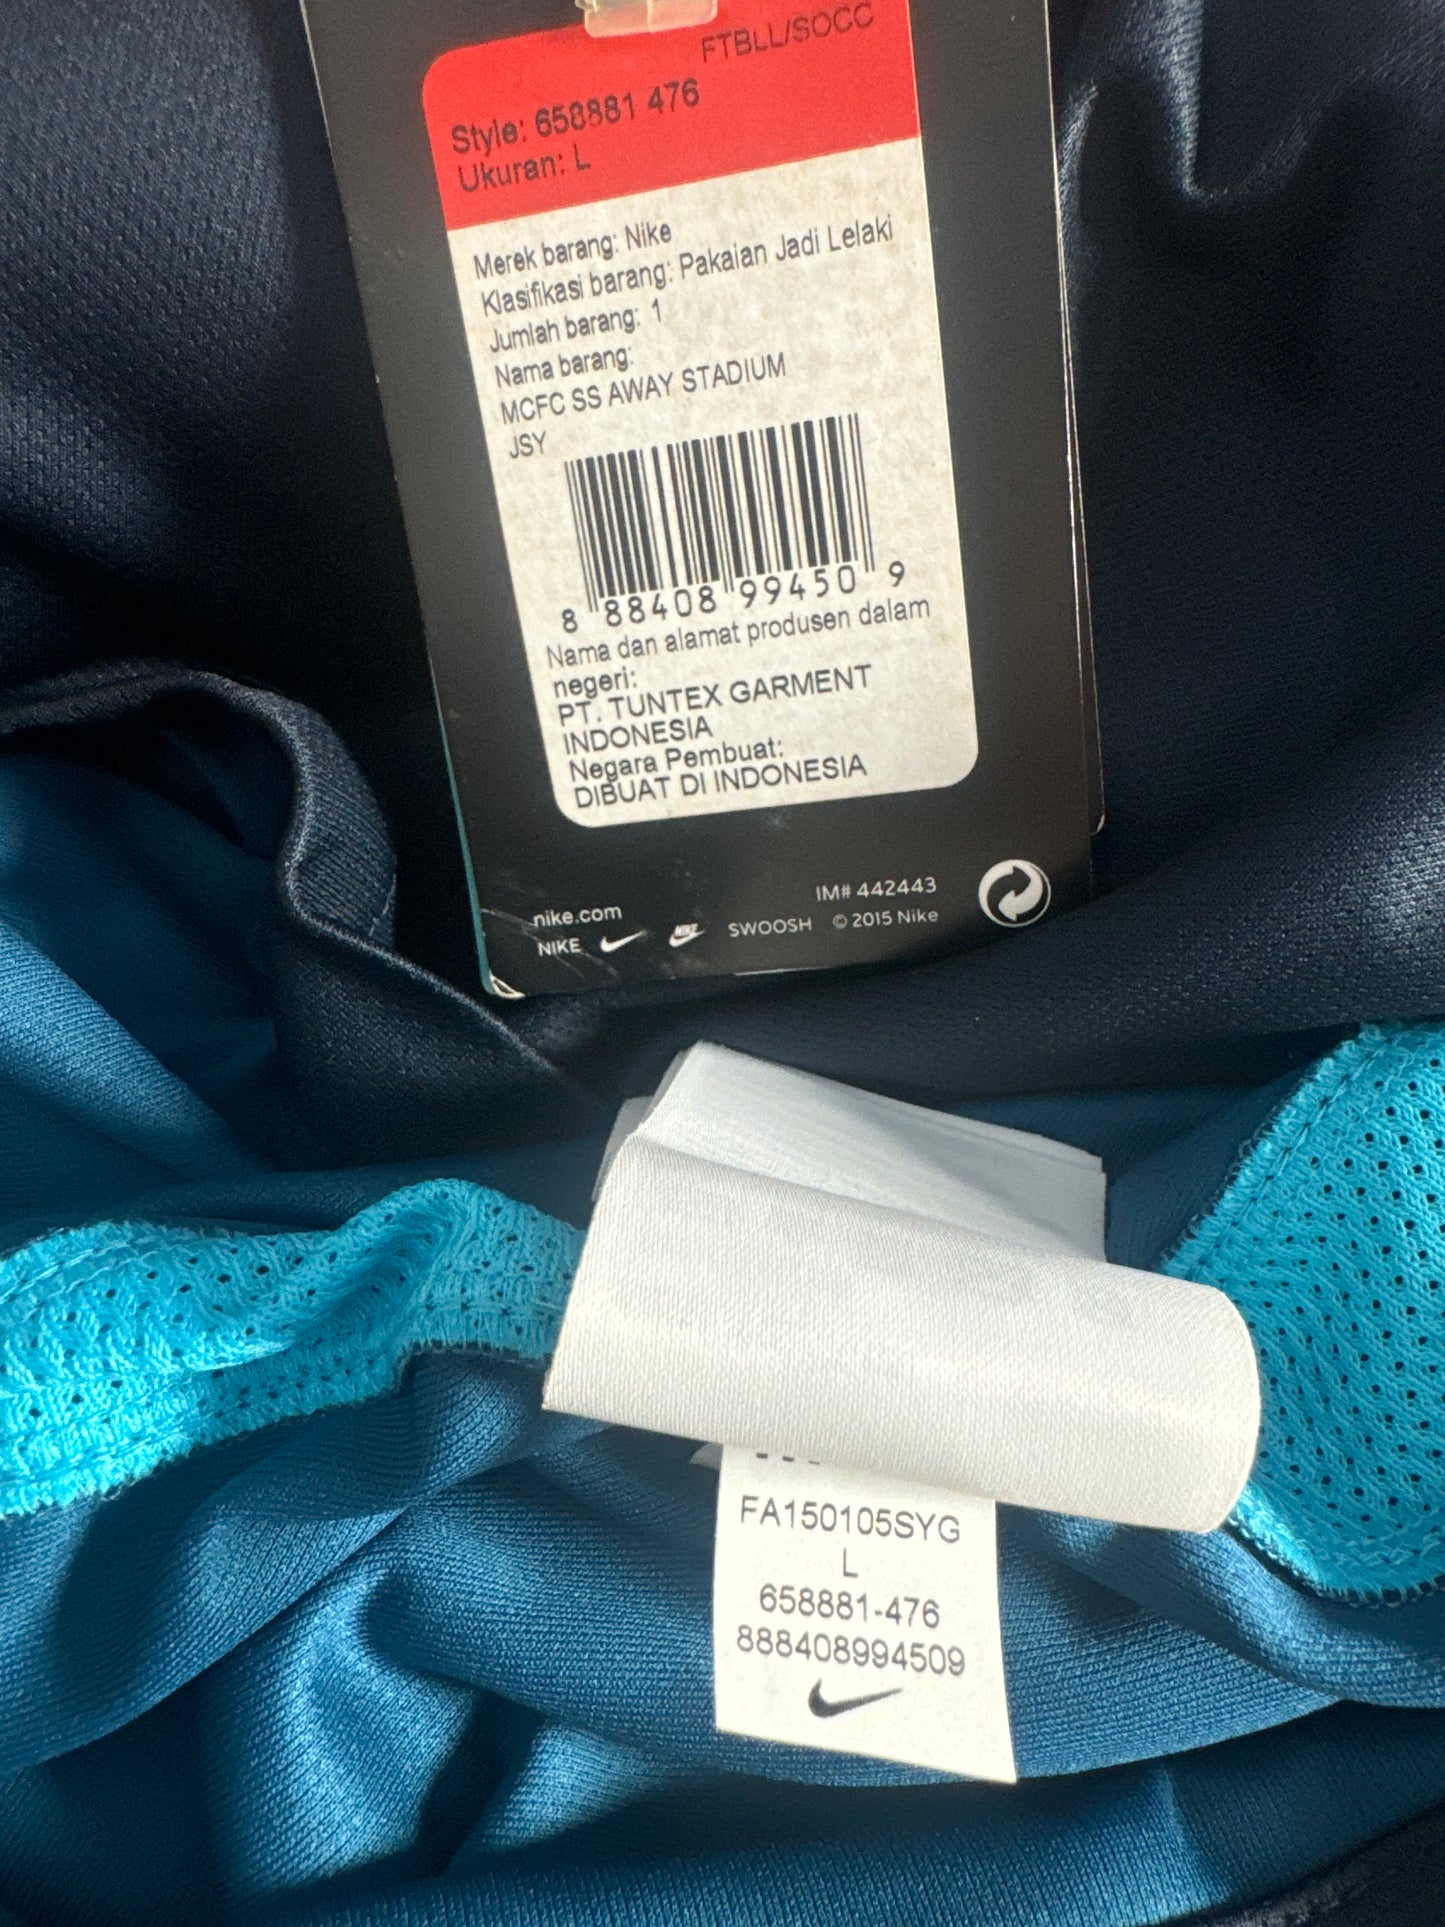 FTBLL/SOCC
Style: 658881 476
Ukuran: L
Merek barang: Nike
Klasifikasi barang: Pakaian Jadi Lelaki
Jumlah barang: 1
Nama barang:
MCFC SS AWAY STADIUM
JSY
8 88408 99450 9
Nama dan alamat produsen dalam
negeri:
PT. TUNTEX GARMENT
INDONESIA
Negara Pembuat:
DIBUAT DI INDONESIA
IM# 442443
nike.com
NIKE NIKE SWOOSH © 2015 Nike
FA150105SYG
L
658881-476
888408994509